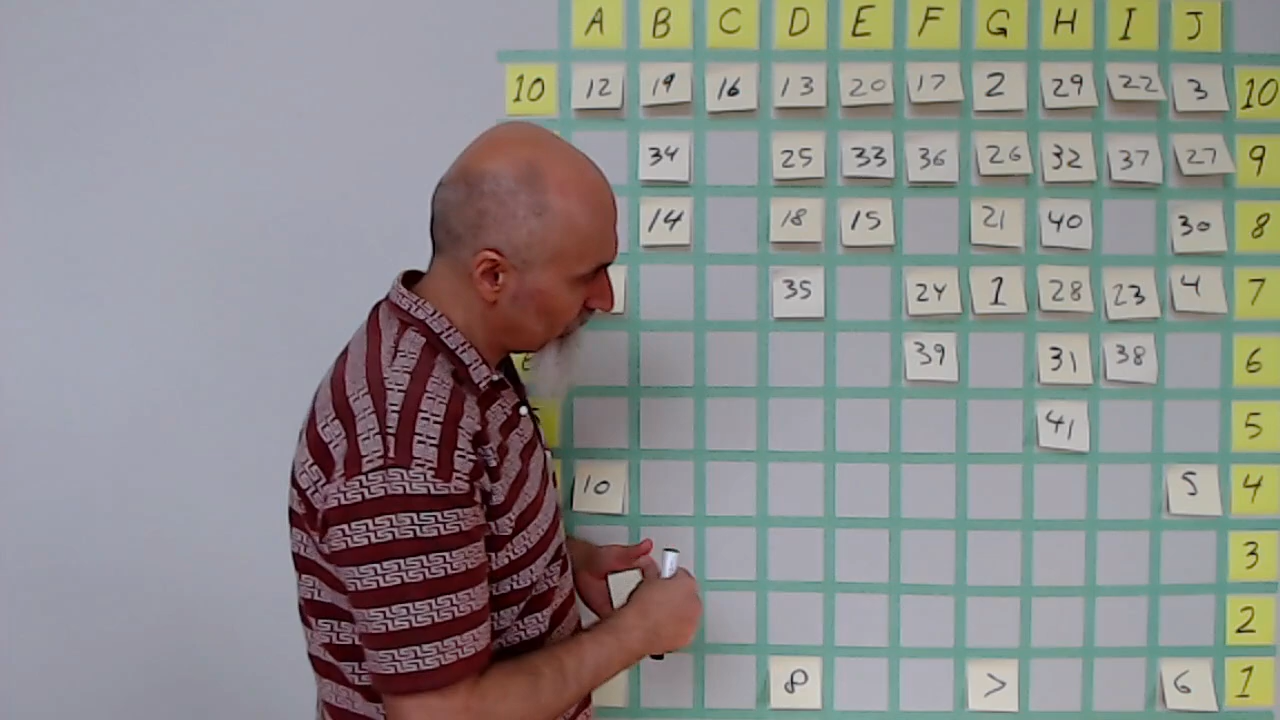 A B C D E F G H I J
10 12 19 16 13 20 17 2 29 22 3 10
34 25 33 36 26 32 37 27 9
14 18 15 21 40 30 8
35 24 1 28 23 4 7
39 31 38 6
41 5
10 5 4
3
2
8 > 6 1